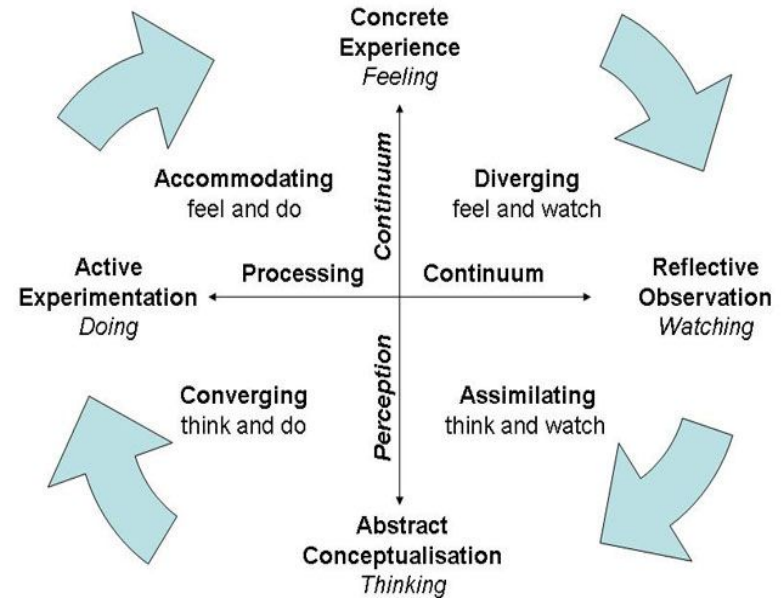 Concrete
Experience
Feeling
Continuum
Accommodating
feel and do
Diverging
feel and watch
Active
Experimentation
Doing
Processing
Continuum
Reflective
Observation
Watching
Perception
Converging
think and do
Assimilating
think and watch
Abstract
Conceptualisation
Thinking